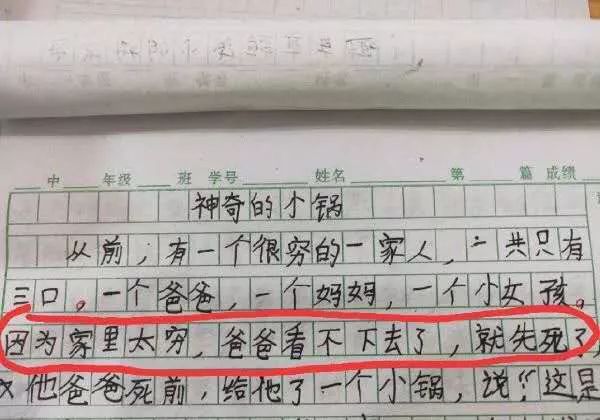 中 年级 班 学号 姓名 第 篇 成绩
神奇的小锅
从前，有一个很穷的一家人，一共只有
三口。一个爸爸，一个妈妈，一个小女孩。
因为家里太穷，爸爸看不下去了，就先死了
他爸爸死前，给他了一个小锅，说:"这是